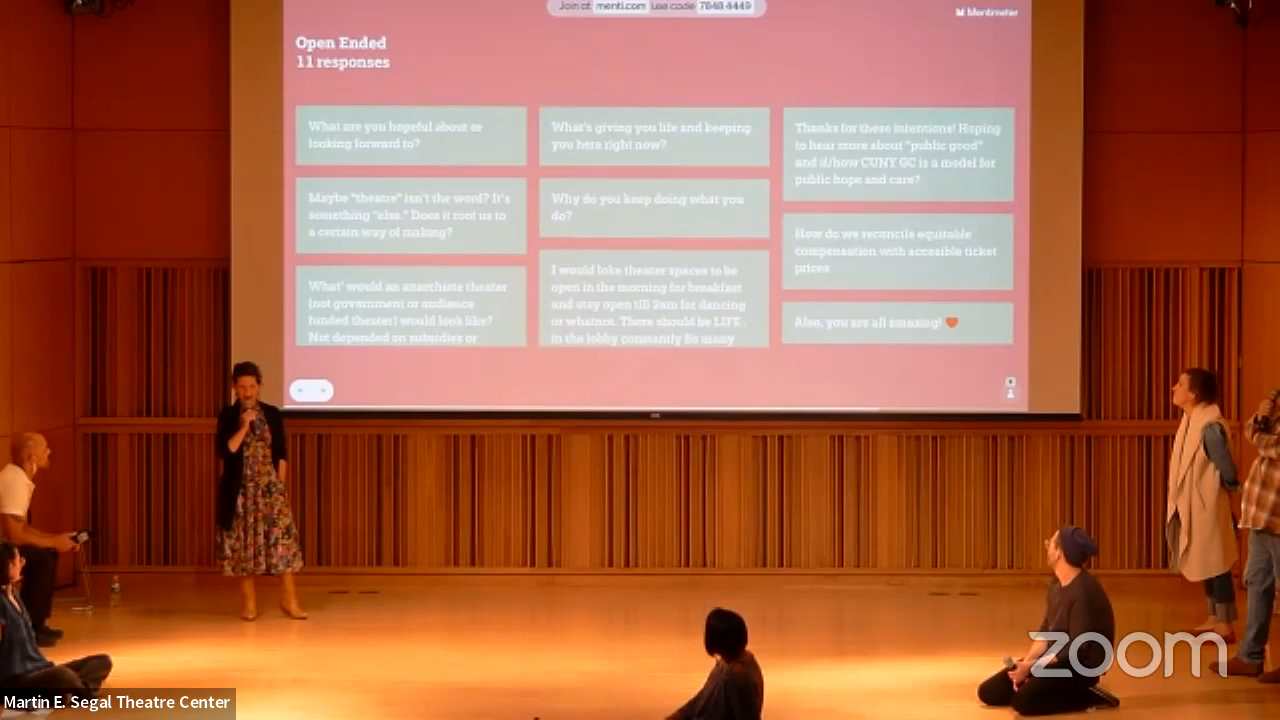 Join at menti.com use code 7848 4449
Mentimeter
Open Ended
11 responses
What are you hopeful about or
looking forward to?
Maybe "theatre" isn't the word? It's
something "else." Does it root us to
a certain way of making?
What' would an anarchiste theater
(not government or audience
funded theater) would look like?
Not depended on subsidies or
What's giving you life and keeping
you here right now?
Why do you keep doing what you
do?
I would loke theater spaces to be
open in the morning for breakfast
and stay open till 2am for dancing
or whatnot. There should be LIFE
in the lobby constantly So many
Thanks for these intentions! Hoping
to hear more about "public good"
and if/how CUNY GC is a model for
public hope and care?
How do we reconcile equitable
compensation with accesible ticket
prices
Also, you are all amazing!
zoom
Martin E. Segal Theatre Center